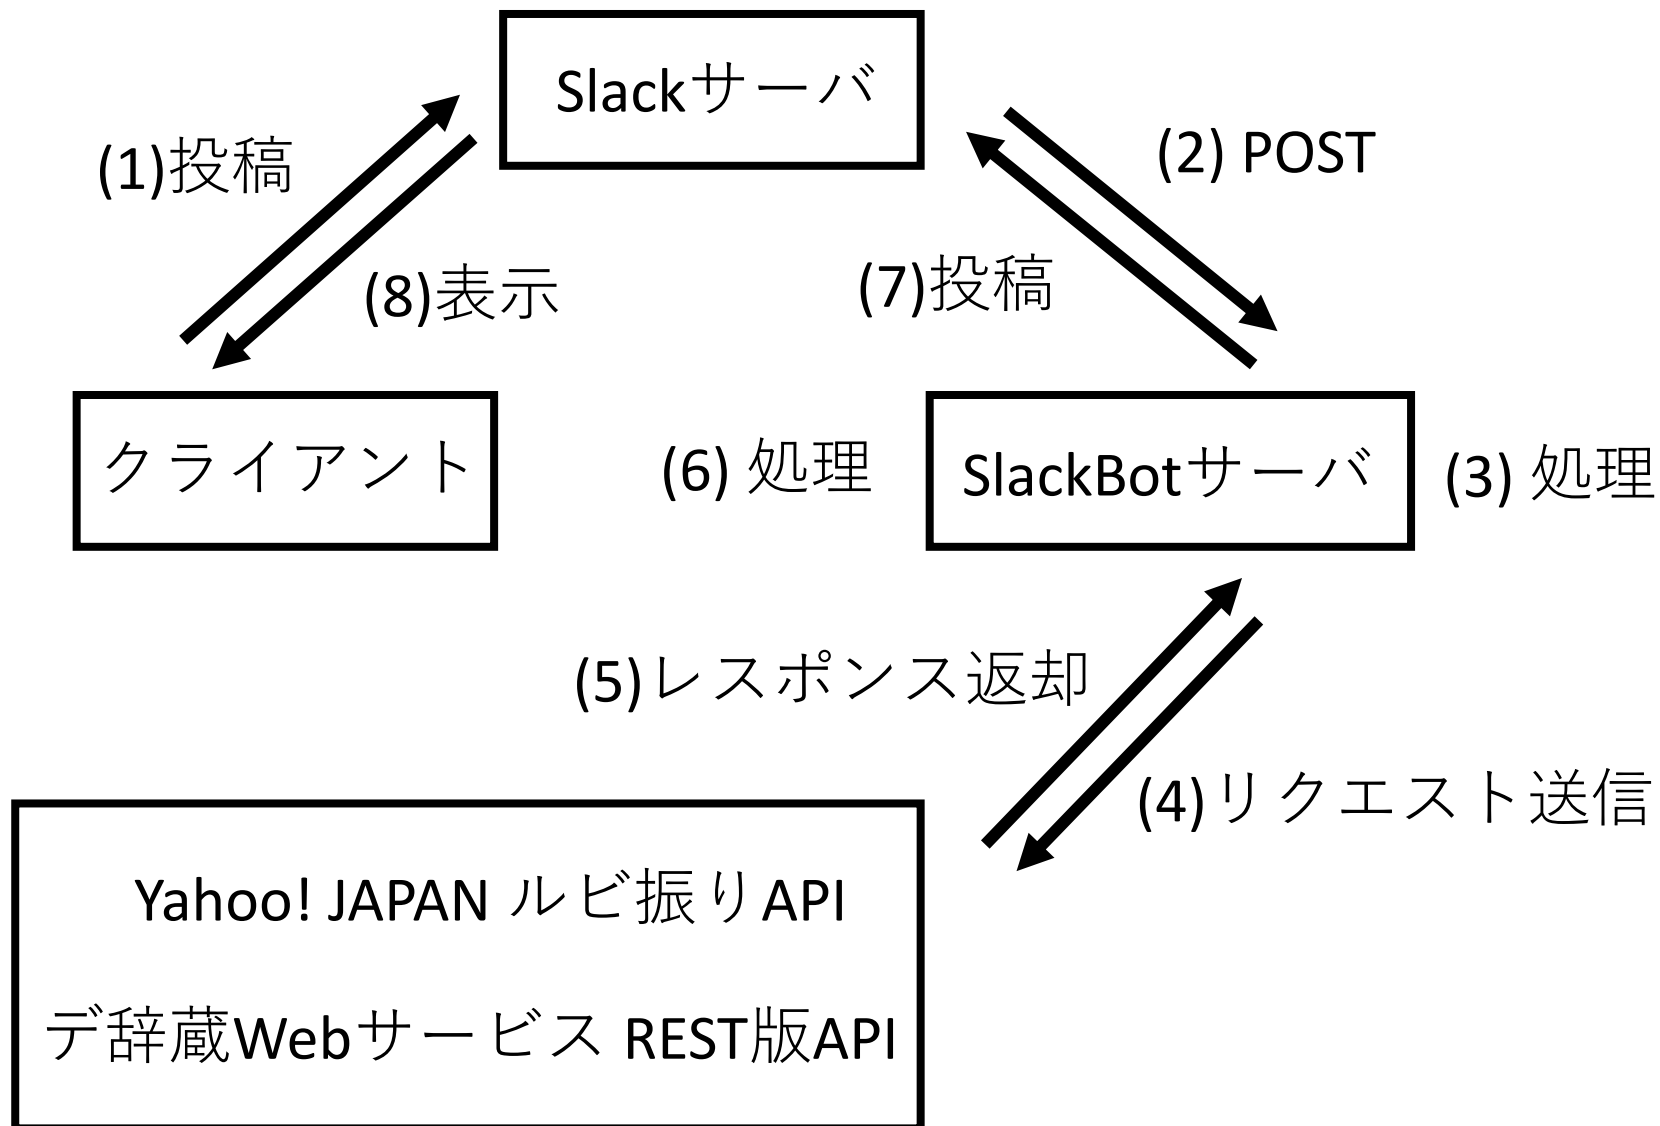 Slackサーバ
(1)投稿
(2) POST
(8)表示
(7)投稿
クライアント
(6) 処理
SlackBotサーバ
(3) 処理
(5)レスポンス返却
(4)リクエスト送信
Yahoo! JAPAN ルビ振りAPI
デ辞蔵Webサービス REST版API